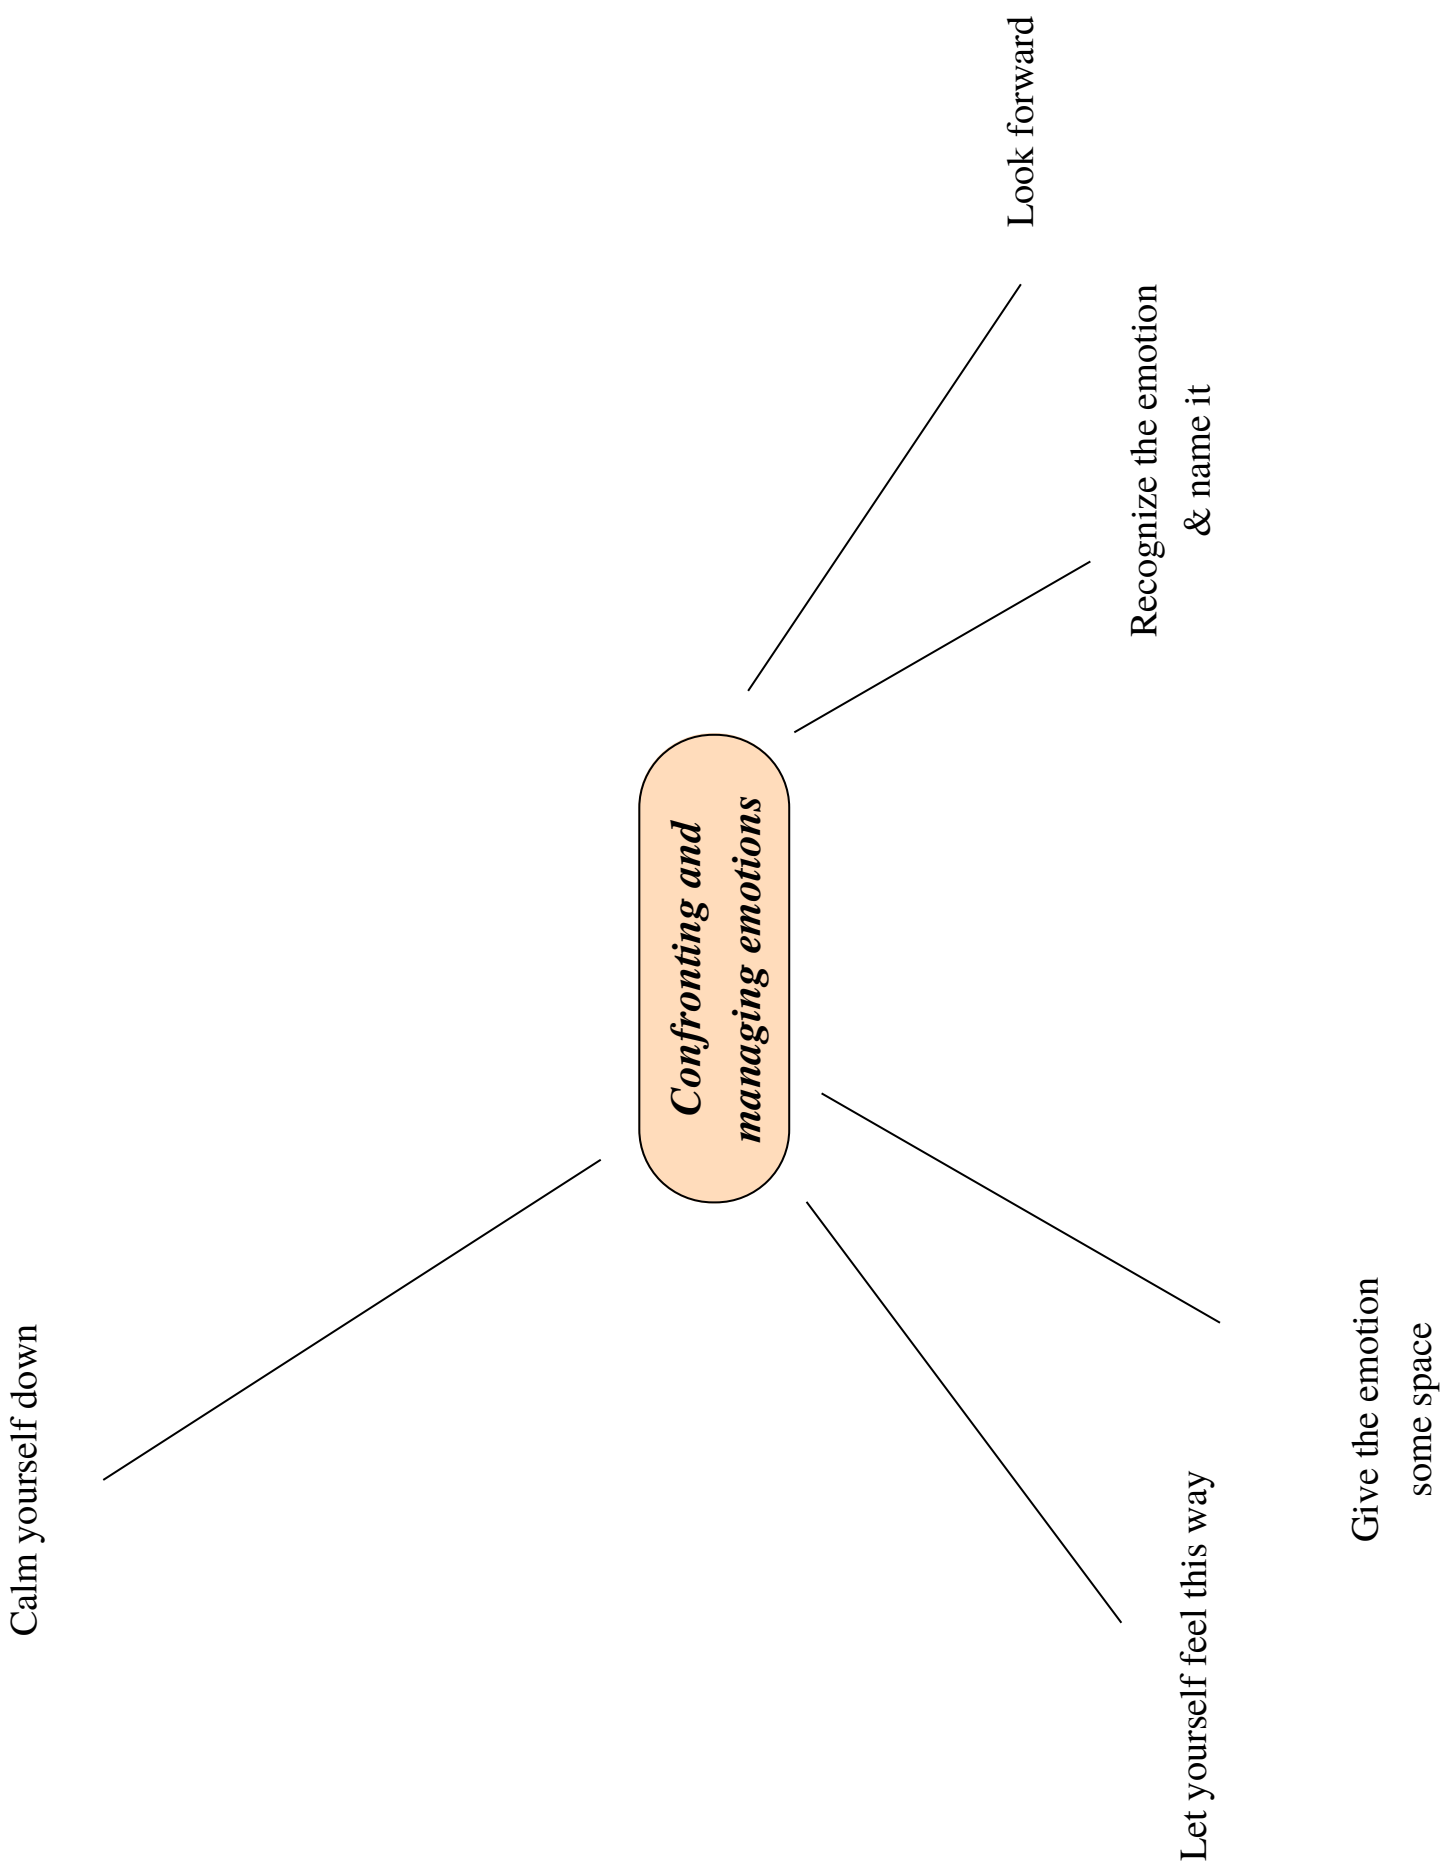 Calm yourself down
Confronting and
managing emotions
Look forward
Recognize the emotion
& name it
Let yourself feel this way
Give the emotion
some space